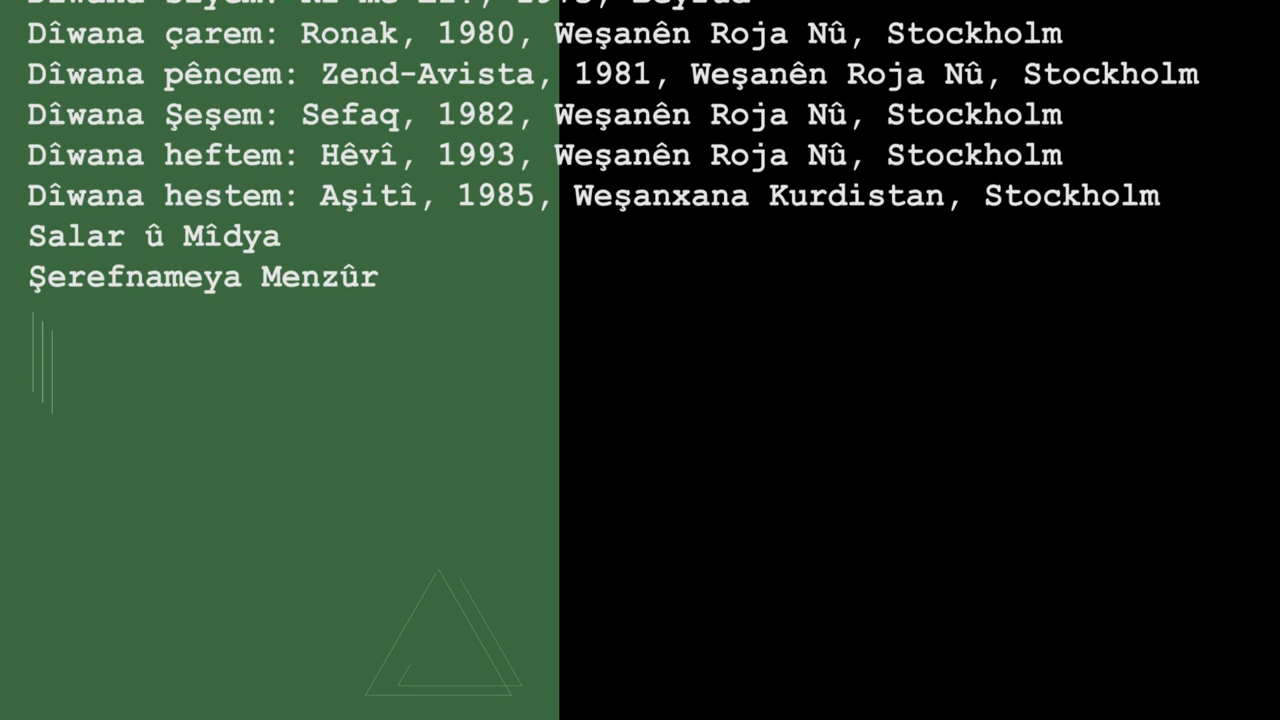 Dîwana çarem: Ronak, 1980, Weşanên Roja Nû, Stockholm
Dîwana pêncem: Zend-Avista, 1981, Weşanên Roja Nû, Stockholm
Dîwana Şeşem: Sefaq, 1982, Weşanên Roja Nû, Stockholm
Dîwana heftem: Hêvî, 1993, Weşanên Roja Nû, Stockholm
Dîwana hestem: Aşitî, 1985, Weşanxana Kurdistan, Stockholm
Salar û Mîdya
Şerefnameya Menzûr